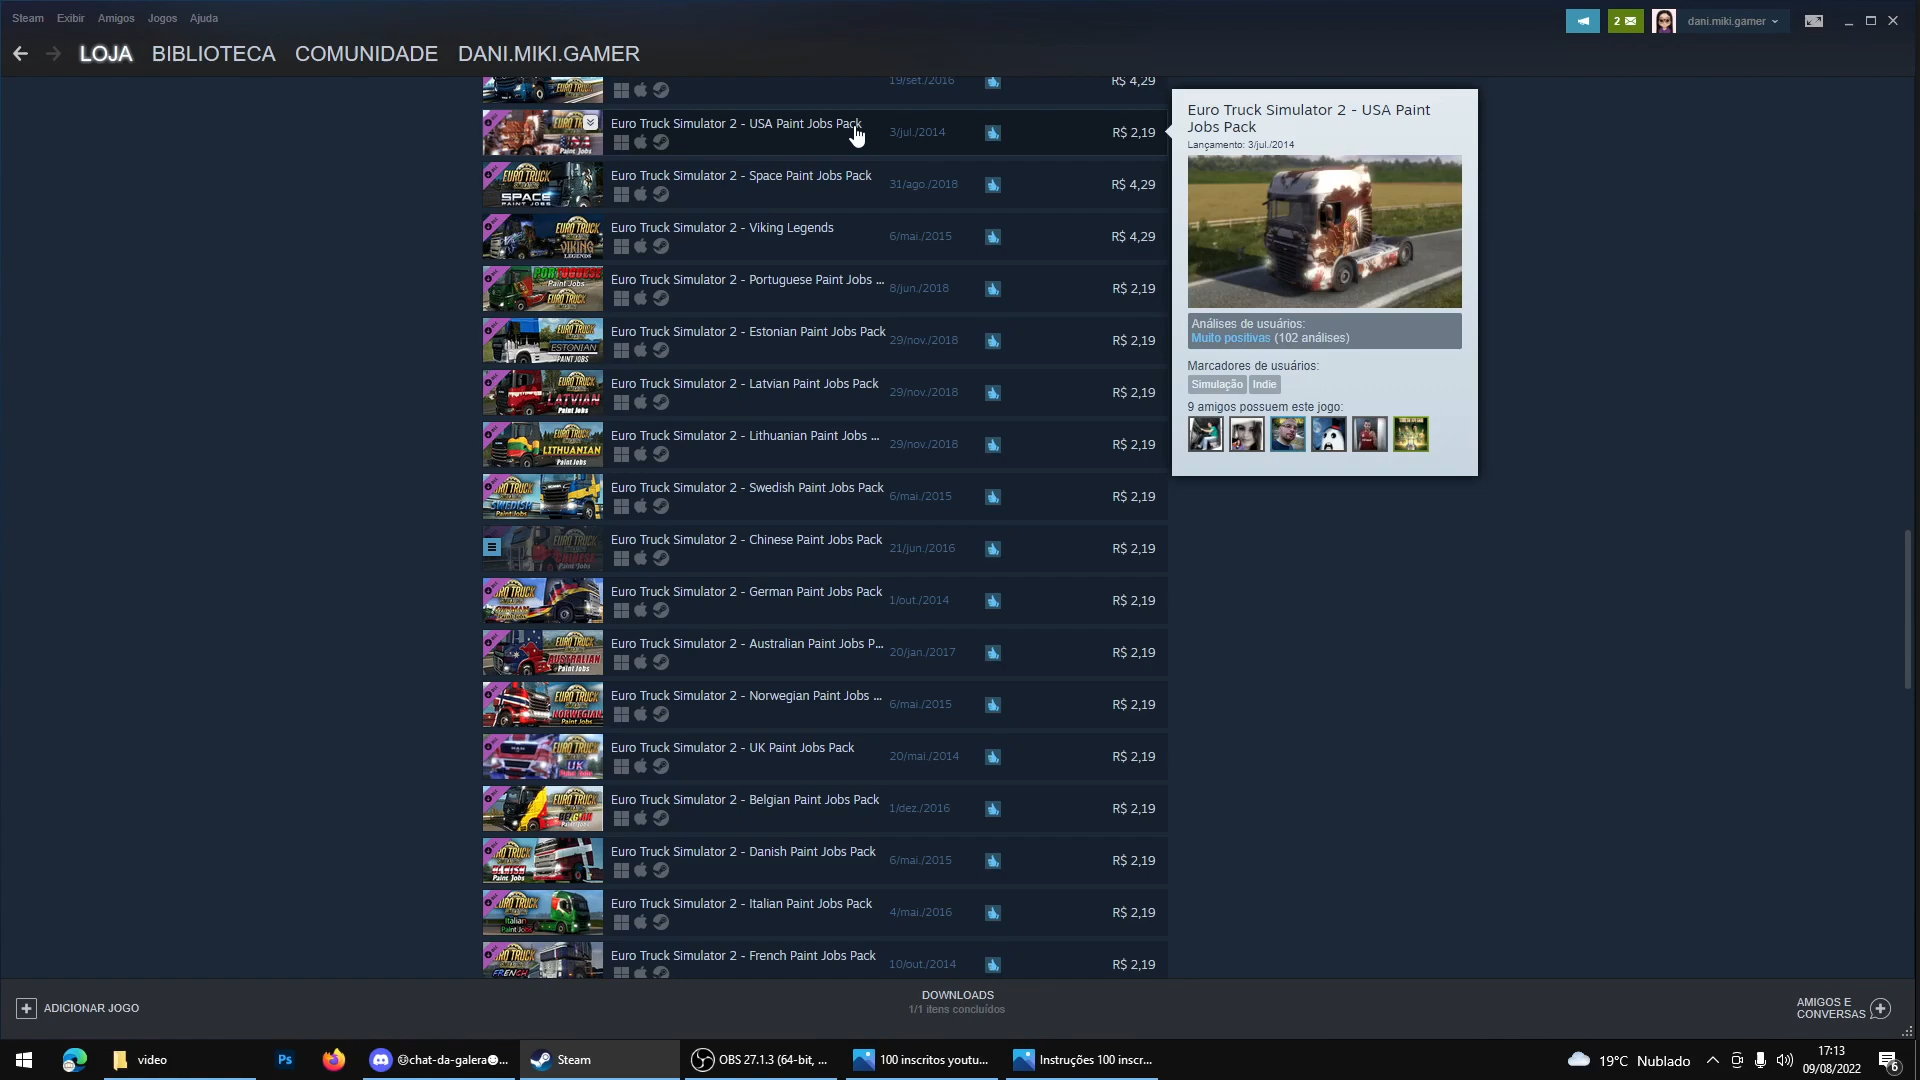 Steam Exibir Amigos Jogos Ajuda
2
dani.miki.gamer
LOJA BIBLIOTECA COMUNIDADE DANI.MIKI.GAMER
19/set./2016 R$ 4,29
Euro Truck Simulator 2 - USA Paint Jobs Pack 3/jul./2014 R$ 2,19
Euro Truck Simulator 2 - Space Paint Jobs Pack 31/ago./2018 R$ 4,29
Euro Truck Simulator 2 - Viking Legends 6/mai./2015 R$ 4,29
Euro Truck Simulator 2 - Portuguese Paint Jobs ... 8/jun./2018 R$ 2,19
Euro Truck Simulator 2 - Estonian Paint Jobs Pack 29/nov./2018 R$ 2,19
Euro Truck Simulator 2 - Latvian Paint Jobs Pack 29/nov./2018 R$ 2,19
Euro Truck Simulator 2 - Lithuanian Paint Jobs ... 29/nov./2018 R$ 2,19
Euro Truck Simulator 2 - Swedish Paint Jobs Pack 6/mai./2015 R$ 2,19
Euro Truck Simulator 2 - Chinese Paint Jobs Pack 21/jun./2016 R$ 2,19
Euro Truck Simulator 2 - German Paint Jobs Pack 1/out./2014 R$ 2,19
Euro Truck Simulator 2 - Australian Paint Jobs P... 20/jan./2017 R$ 2,19
Euro Truck Simulator 2 - Norwegian Paint Jobs ... 6/mai./2015 R$ 2,19
Euro Truck Simulator 2 - UK Paint Jobs Pack 20/mai./2014 R$ 2,19
Euro Truck Simulator 2 - Belgian Paint Jobs Pack 1/dez./2016 R$ 2,19
Euro Truck Simulator 2 - Danish Paint Jobs Pack 6/mai./2015 R$ 2,19
Euro Truck Simulator 2 - Italian Paint Jobs Pack 4/mai./2016 R$ 2,19
Euro Truck Simulator 2 - French Paint Jobs Pack 10/out./2014 R$ 2,19
Euro Truck Simulator 2 - USA Paint
Jobs Pack
Lançamento: 3/jul./2014
Análises de usuários:
Muito positivas (102 análises)
Marcadores de usuários:
Simulação Indie
9 amigos possuem este jogo:
ADICIONAR JOGO
DOWNLOADS
1/1 itens concluídos
AMIGOS E
CONVERSAS
video
Ps
chat-da-galera
Steam
OBS 27.1.3 (64-bit, ...
100 inscritos youtu...
Instruções 100 inscr...
19°C Nublado
17:13
09/08/2022
6